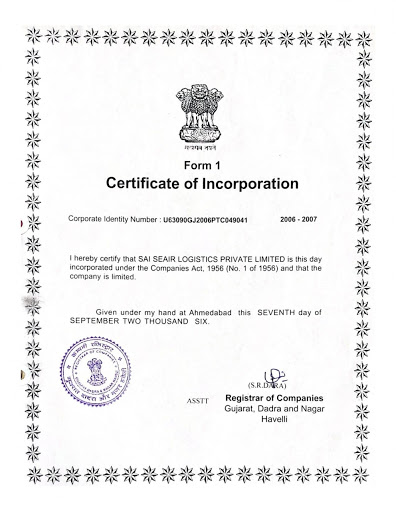 सत्यमेव जयते
Form 1
Certificate of Incorporation
Corporate Identity Number : U63090GJ2006PTC049041 2006 - 2007
I hereby certify that SAI SEAIR LOGISTICS PRIVATE LIMITED is this day
incorporated under the Companies Act, 1956 (No. 1 of 1956) and that the
company is limited.
Given under my hand at Ahmedabad this SEVENTH day of
SEPTEMBER TWO THOUSAND SIX.
(S.R.DARA)
ASSTT Registrar of Companies
Gujarat, Dadra and Nagar
Havelli